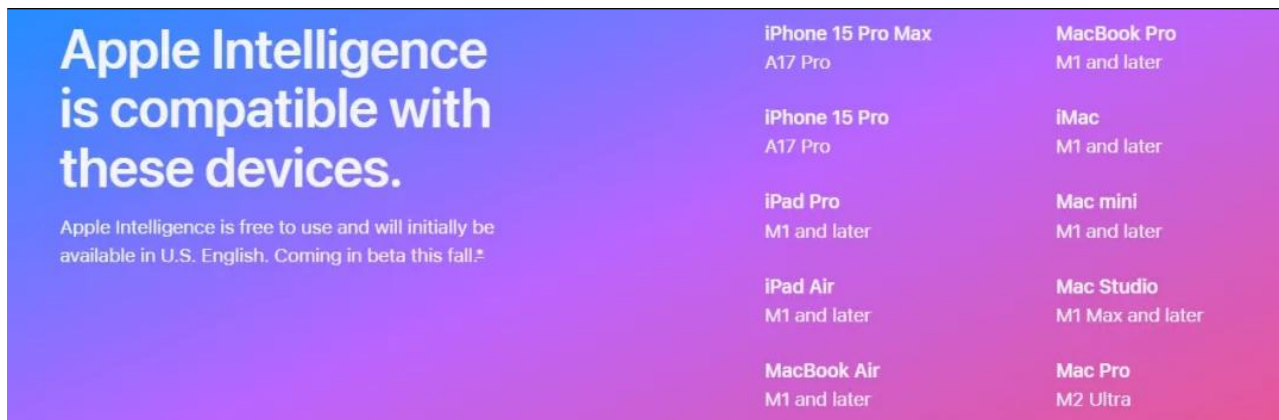 Apple Intelligence
is compatible with
these devices.
Apple Intelligence is free to use and will initially be
available in U.S. English. Coming in beta this fall.*
iPhone 15 Pro Max
A17 Pro
iPhone 15 Pro
A17 Pro
iPad Pro
M1 and later
iPad Air
M1 and later
MacBook Air
M1 and later
MacBook Pro
M1 and later
iMac
M1 and later
Mac mini
M1 and later
Mac Studio
M1 Max and later
Mac Pro
M2 Ultra